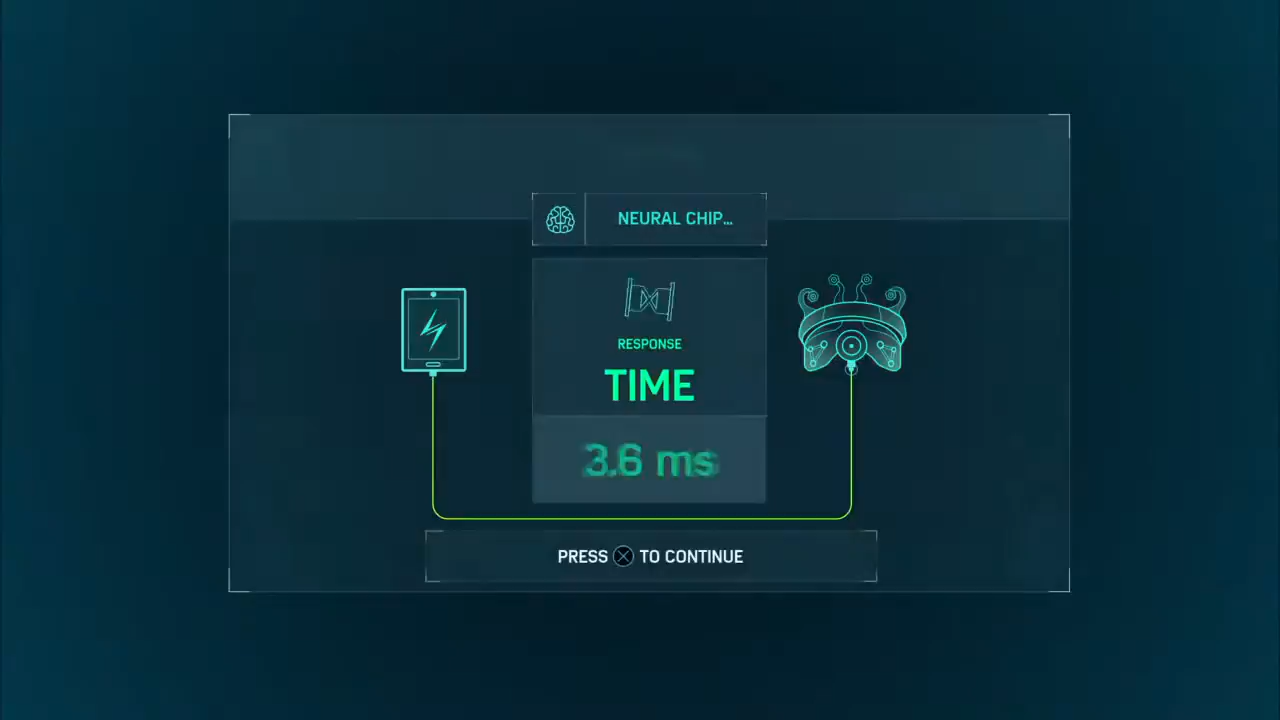 NEURAL CHIP...
RESPONSE
TIME
3.6 ms
PRESS TO CONTINUE